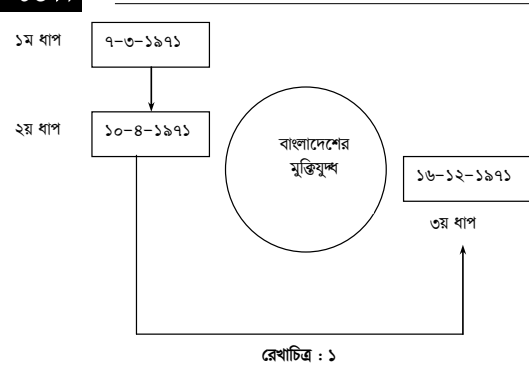 ১ম ধাপ
৭-৩-১৯৭১
২য় ধাপ
১০-৪-১৯৭১
বাংলাদেশের
মুক্তিযুদ্ধ
১৬-১২-১৯৭১
৩য় ধাপ
রেখাচিত্র : ১